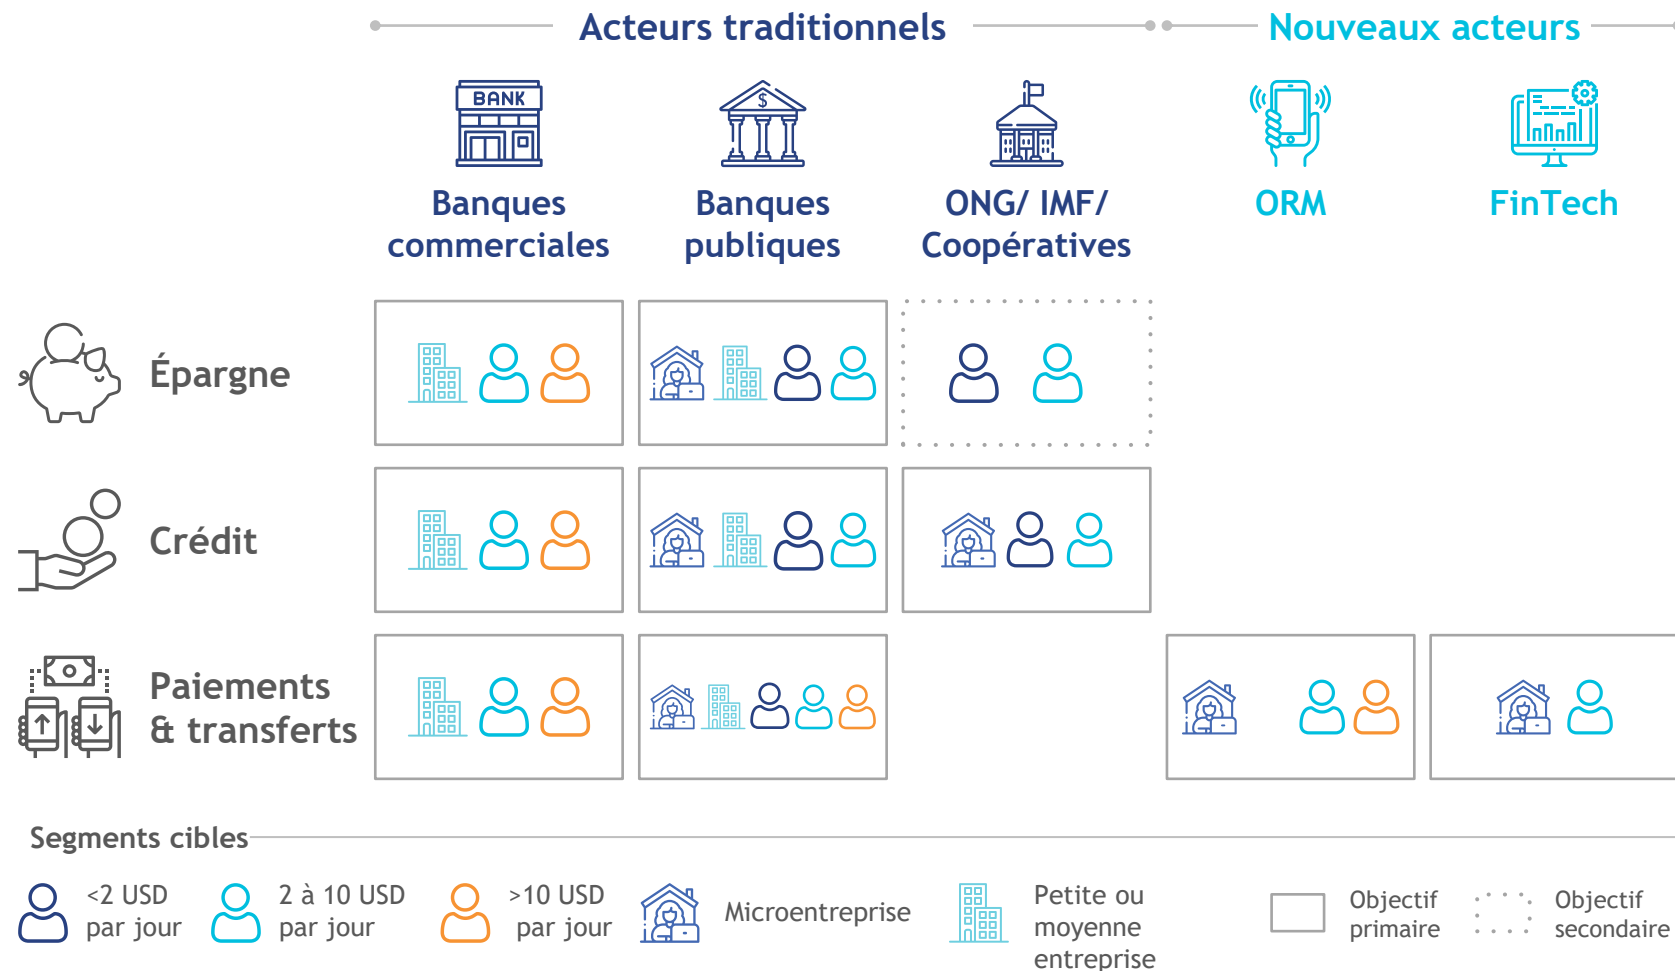 Acteurs traditionnels
Nouveaux acteurs
BANK
$
Banques
commerciales
Banques
publiques
ONG/ IMF/
Coopératives
ORM
FinTech
Épargne
Crédit
Paiements
& transferts
Segments cibles
<2 USD
par jour
2 à 10 USD
par jour
>10 USD
par jour
Microentreprise
Petite ou
moyenne
entreprise
Objectif
primaire
Objectif
secondaire